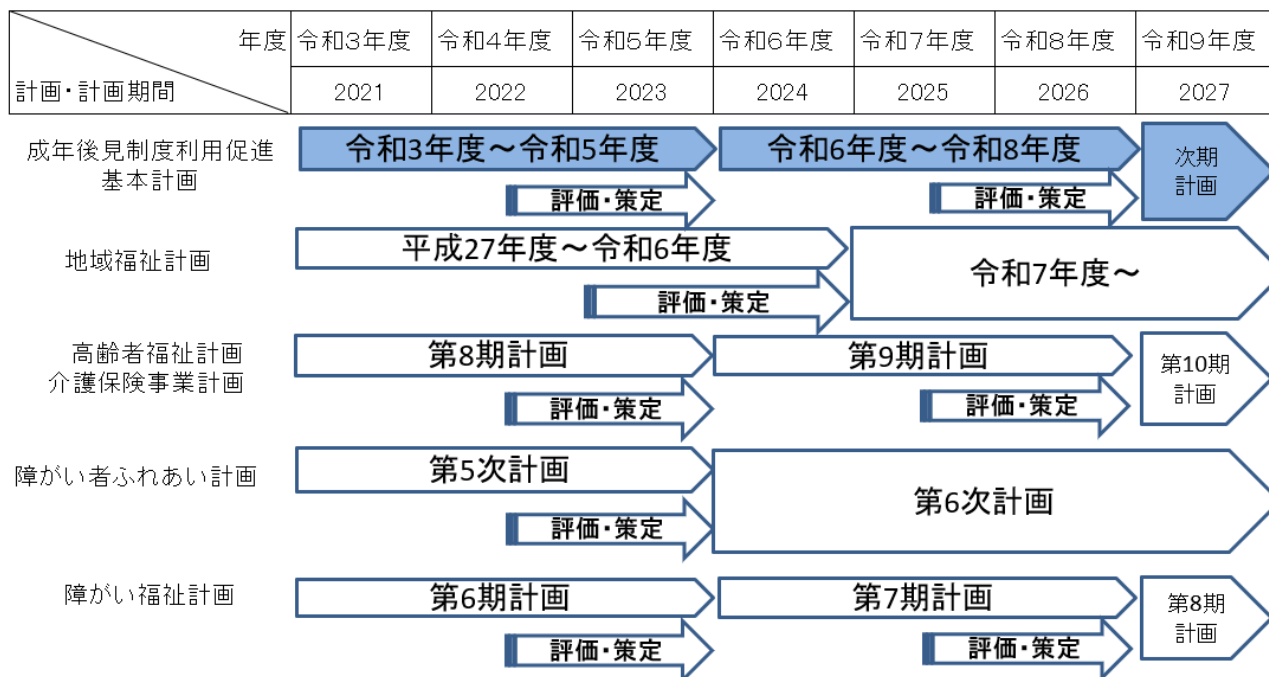 年度 令和3年度 令和4年度 令和5年度 令和6年度 令和7年度 令和8年度 令和9年度
計画・計画期間 2021 2022 2023 2024 2025 2026 2027
成年後見制度利用促進
基本計画
令和3年度～令和5年度 令和6年度～令和8年度
次期
計画
評価・策定 評価・策定
地域福祉計画
平成27年度～令和6年度
令和7年度～
評価・策定
高齢者福祉計画
介護保険事業計画
第8期計画 第9期計画
第10期
計画
評価・策定 評価・策定
障がい者ふれあい計画
第5次計画
第6次計画
評価・策定
障がい福祉計画
第6期計画 第7期計画
第8期
計画
評価・策定 評価・策定